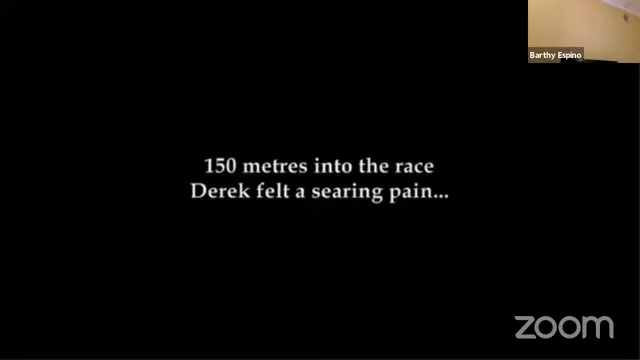 Barthy Espino
150 metres into the race
Derek felt a searing pain...
zoom